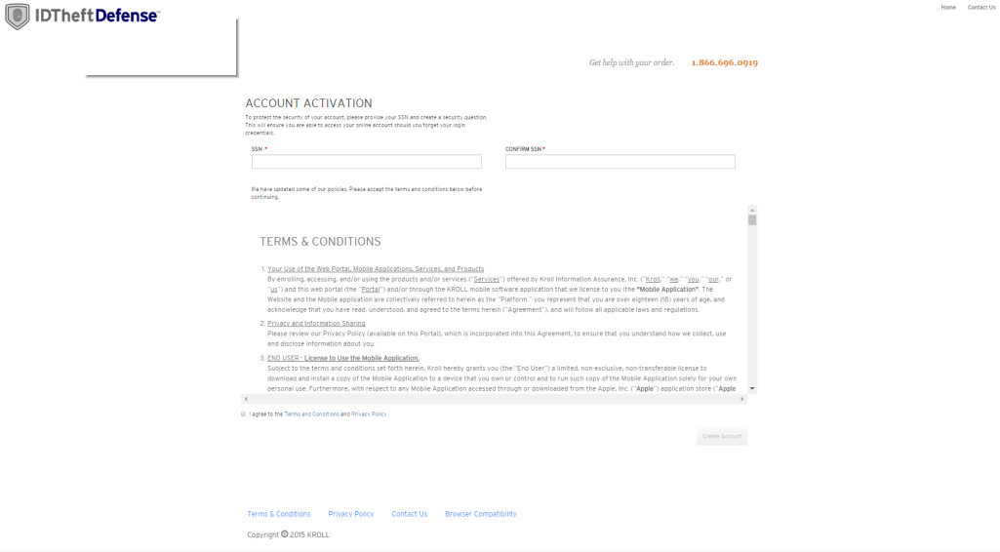 IDTheftDefense™
Home Contact Us
Get help with your order. 1.866.696.0919
ACCOUNT ACTIVATION
To protect the security of your account, please provide your SSN and create a security question.
This will ensure you are able to access your online account should you forget your login
credentials.
SSN * CONFIRM SSN *
We have updated some of our policies. Please accept the terms and conditions below before
continuing.
TERMS & CONDITIONS
1. Your Use of the Web Portal, Mobile Applications, Services, and Products
By enrolling, accessing, and/or using the products and/or services ("Services") offered by Kroll Information Assurance, Inc. ("Kroll," "we," "you," "our," or
"us") and this web portal (the "Portal") and/or through the KROLL mobile software application that we license to you (the "Mobile Application". The
Website and the Mobile application are collectively referred to herein as the "Platform." you represent that you are over eighteen (18) years of age, and
acknowledge that you have read, understood, and agreed to the terms herein ("Agreement"), and will follow all applicable laws and regulations.
2. Privacy and Information Sharing
Please review our Privacy Policy (available on this Portal), which is incorporated into this Agreement, to ensure that you understand how we collect, use
and disclose information about you.
3. END USER - License to Use the Mobile Application.
Subject to the terms and conditions set forth herein, Kroll hereby grants you (the "End User") a limited, non-exclusive, non-transferable license to
download and install a copy of the Mobile Application to a device that you own or control and to run such copy of the Mobile Application solely for your own
personal use. Furthermore, with respect to any Mobile Application accessed through or downloaded from the Apple, Inc. ("Apple") application store ("Apple
I agree to the Terms and Conditions and Privacy Policy
Create Account
Terms & Conditions Privacy Policy Contact Us Browser Compatibility
Copyright © 2015 KROLL